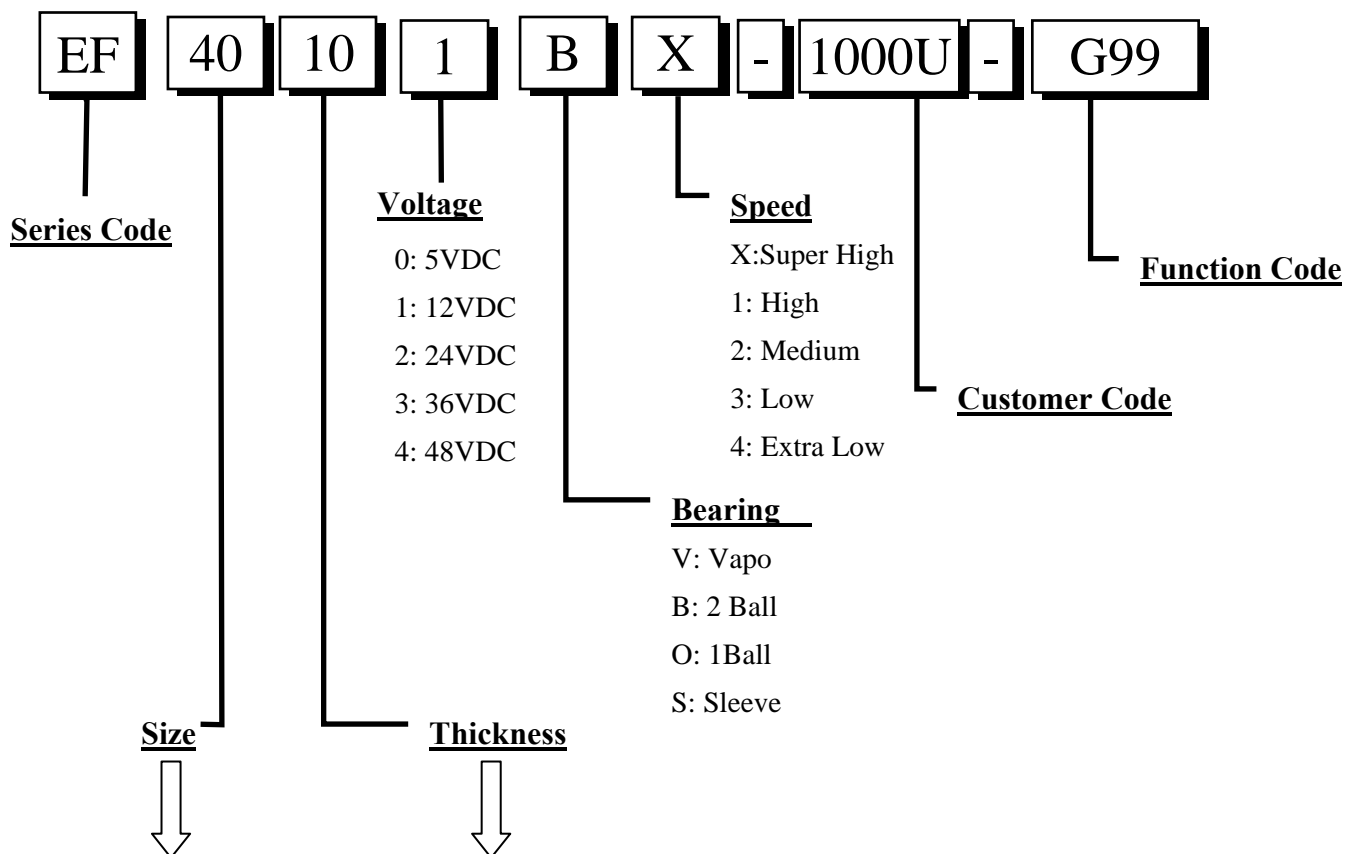 EF 40 10 1 B X - 1000U - G99
Series Code
Voltage
0: 5VDC
1: 12VDC
2: 24VDC
3: 36VDC
4: 48VDC
Speed
X:Super High
1: High
2: Medium
3: Low
4: Extra Low
Function Code
Customer Code
Bearing
V: Vapo
B: 2 Ball
O: 1Ball
S: Sleeve
Size
Thickness